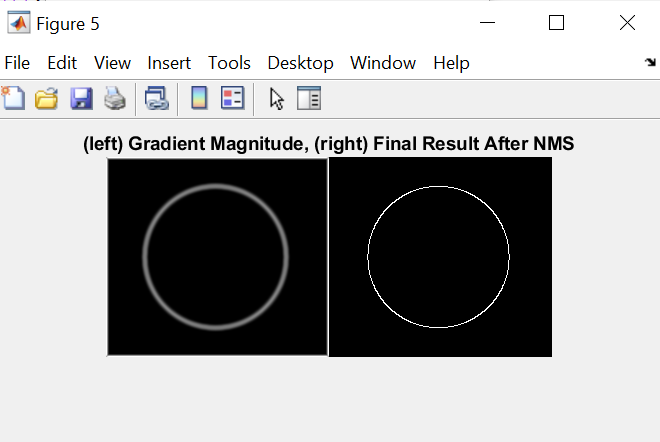 Figure 5
File Edit View Insert Tools Desktop Window Help
(left) Gradient Magnitude, (right) Final Result After NMS